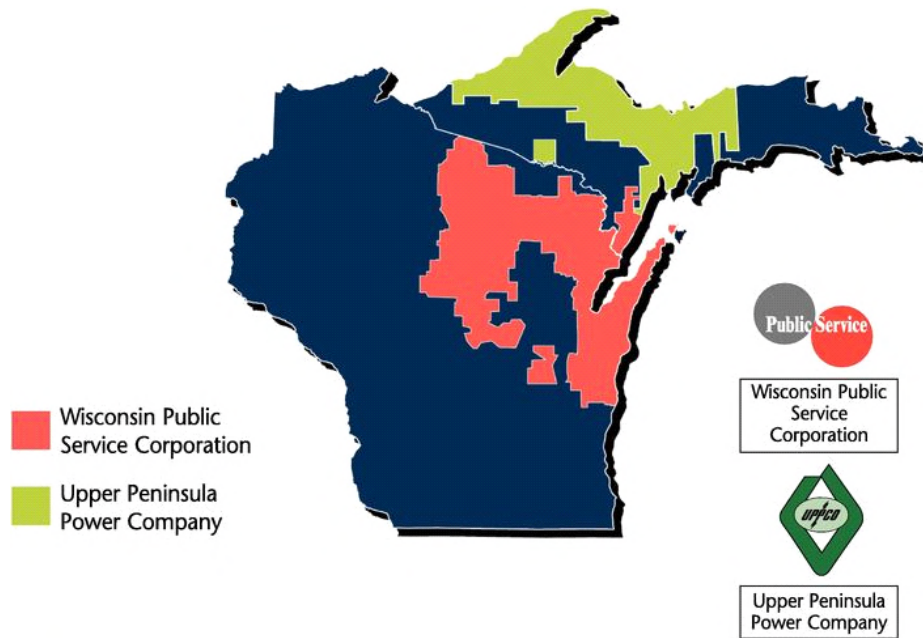 Wisconsin Public
Service Corporation
Upper Peninsula
Power Company
Public Service
Wisconsin Public
Service
Corporation
UPPCO
Upper Peninsula
Power Company